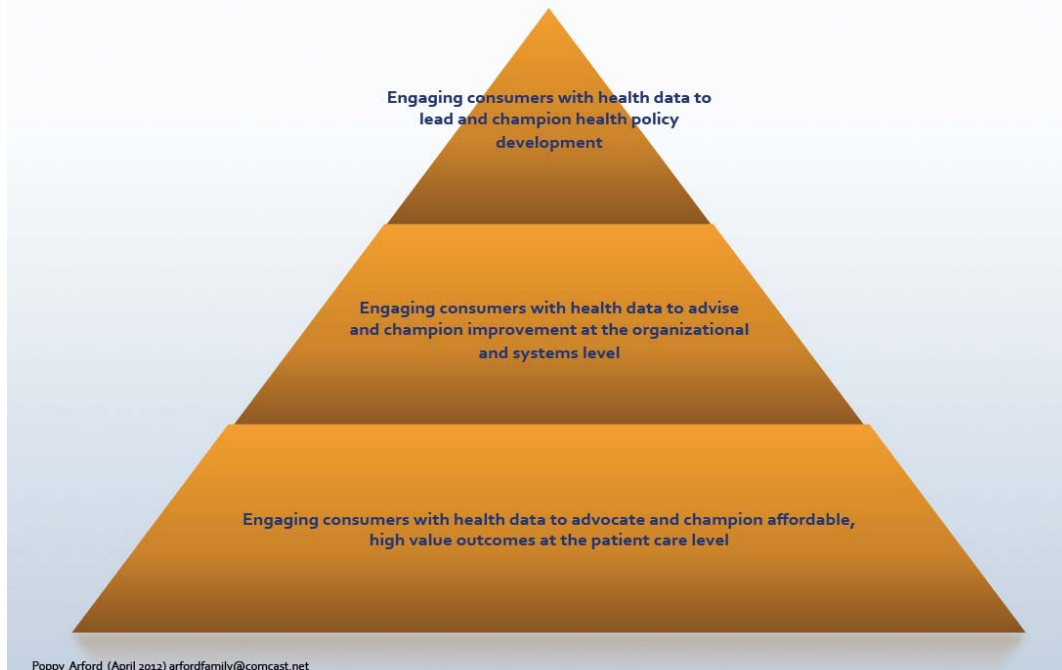 Engaging consumers with health data to
lead and champion health policy
development
Engaging consumers with health data to advise
and champion improvement at the organizational
and systems level
Engaging consumers with health data to advocate and champion affordable,
high value outcomes at the patient care level
Poppy Arford (April 2012) arfordfamily@comcast.net